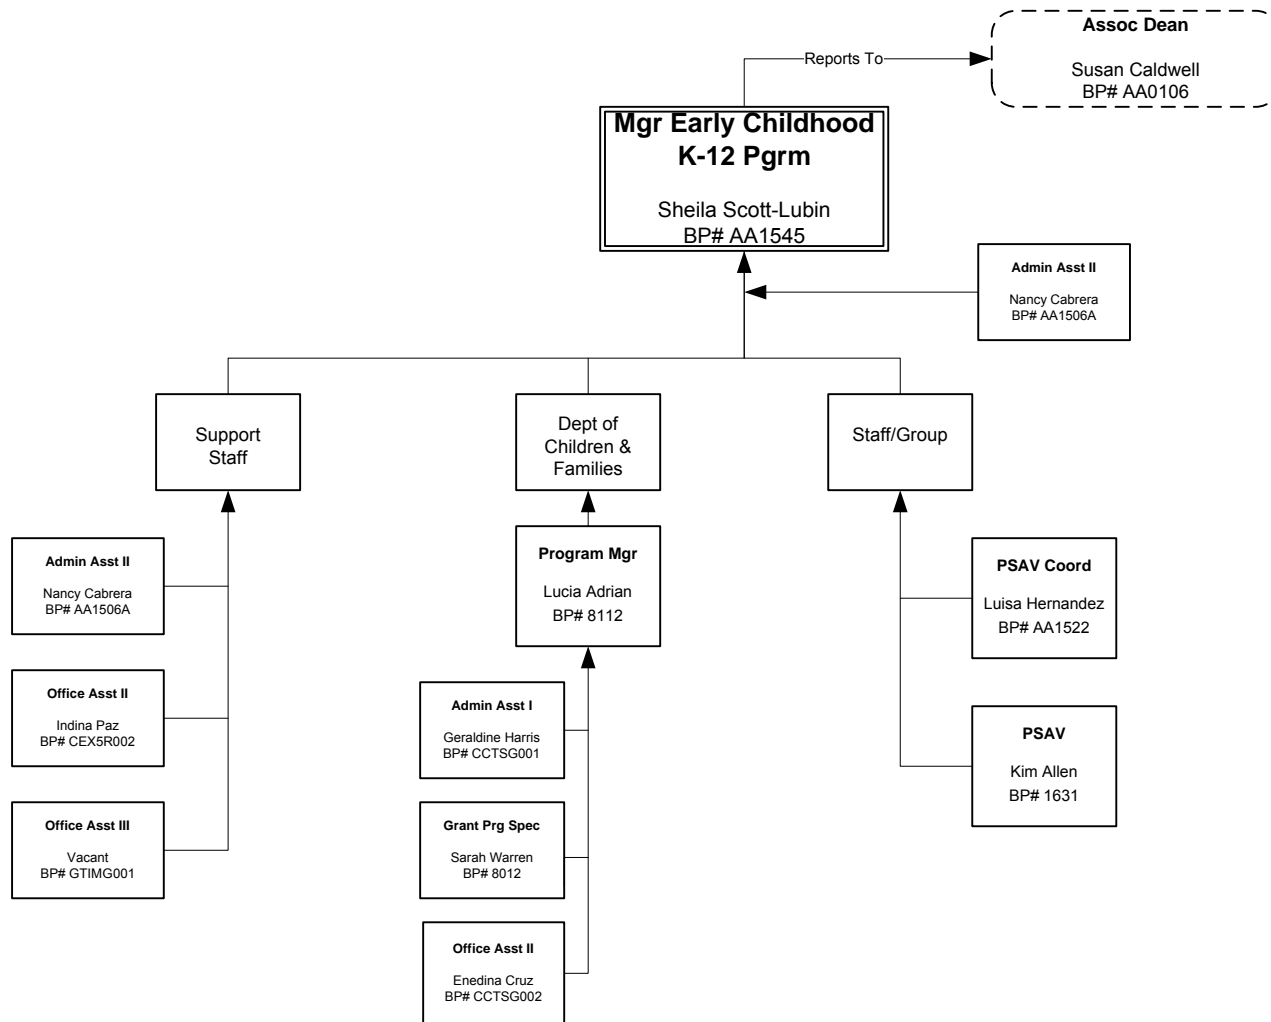 Assoc Dean
Susan Caldwell
BP# AA0106
Reports To
Mgr Early Childhood
K-12 Pgrm
Sheila Scott-Lubin
BP# AA1545
Admin Asst II
Nancy Cabrera
BP# AA1506A
Support
Staff
Dept of
Children &
Families
Staff/Group
Admin Asst II
Nancy Cabrera
BP# AA1506A
Office Asst II
Indina Paz
BP# CEX5R002
Office Asst III
Vacant
BP# GTIMG001
Program Mgr
Lucia Adrian
BP# 8112
Admin Asst I
Geraldine Harris
BP# CCTSG001
Grant Prg Spec
Sarah Warren
BP# 8012
Office Asst II
Enedina Cruz
BP# CCTSG002
PSAV Coord
Luisa Hernandez
BP# AA1522
PSAV
Kim Allen
BP# 1631